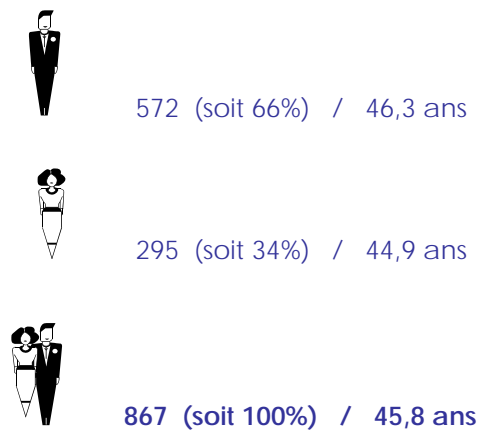 572 (soit 66%) / 46,3 ans
295 (soit 34%) / 44,9 ans
867 (soit 100%) / 45,8 ans